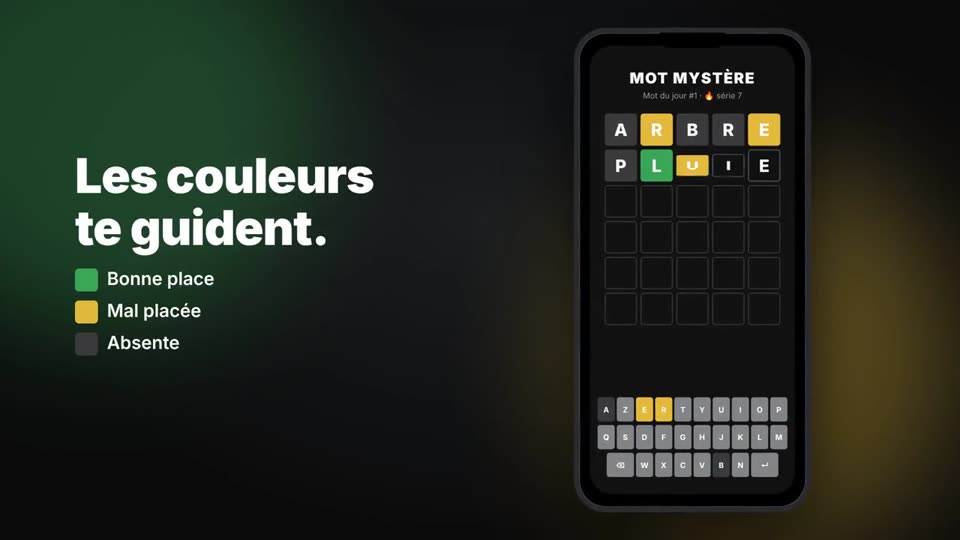 Les couleurs
te guident.
Bonne place
Mal placée
Absente
MOT MYSTÈRE
Mot du jour #1 · 🔥 série 7
A R B R E
P L U I E
A Z E R T Y U I O P
Q S D F G H J K L M
⌫ W X C V B N ↵